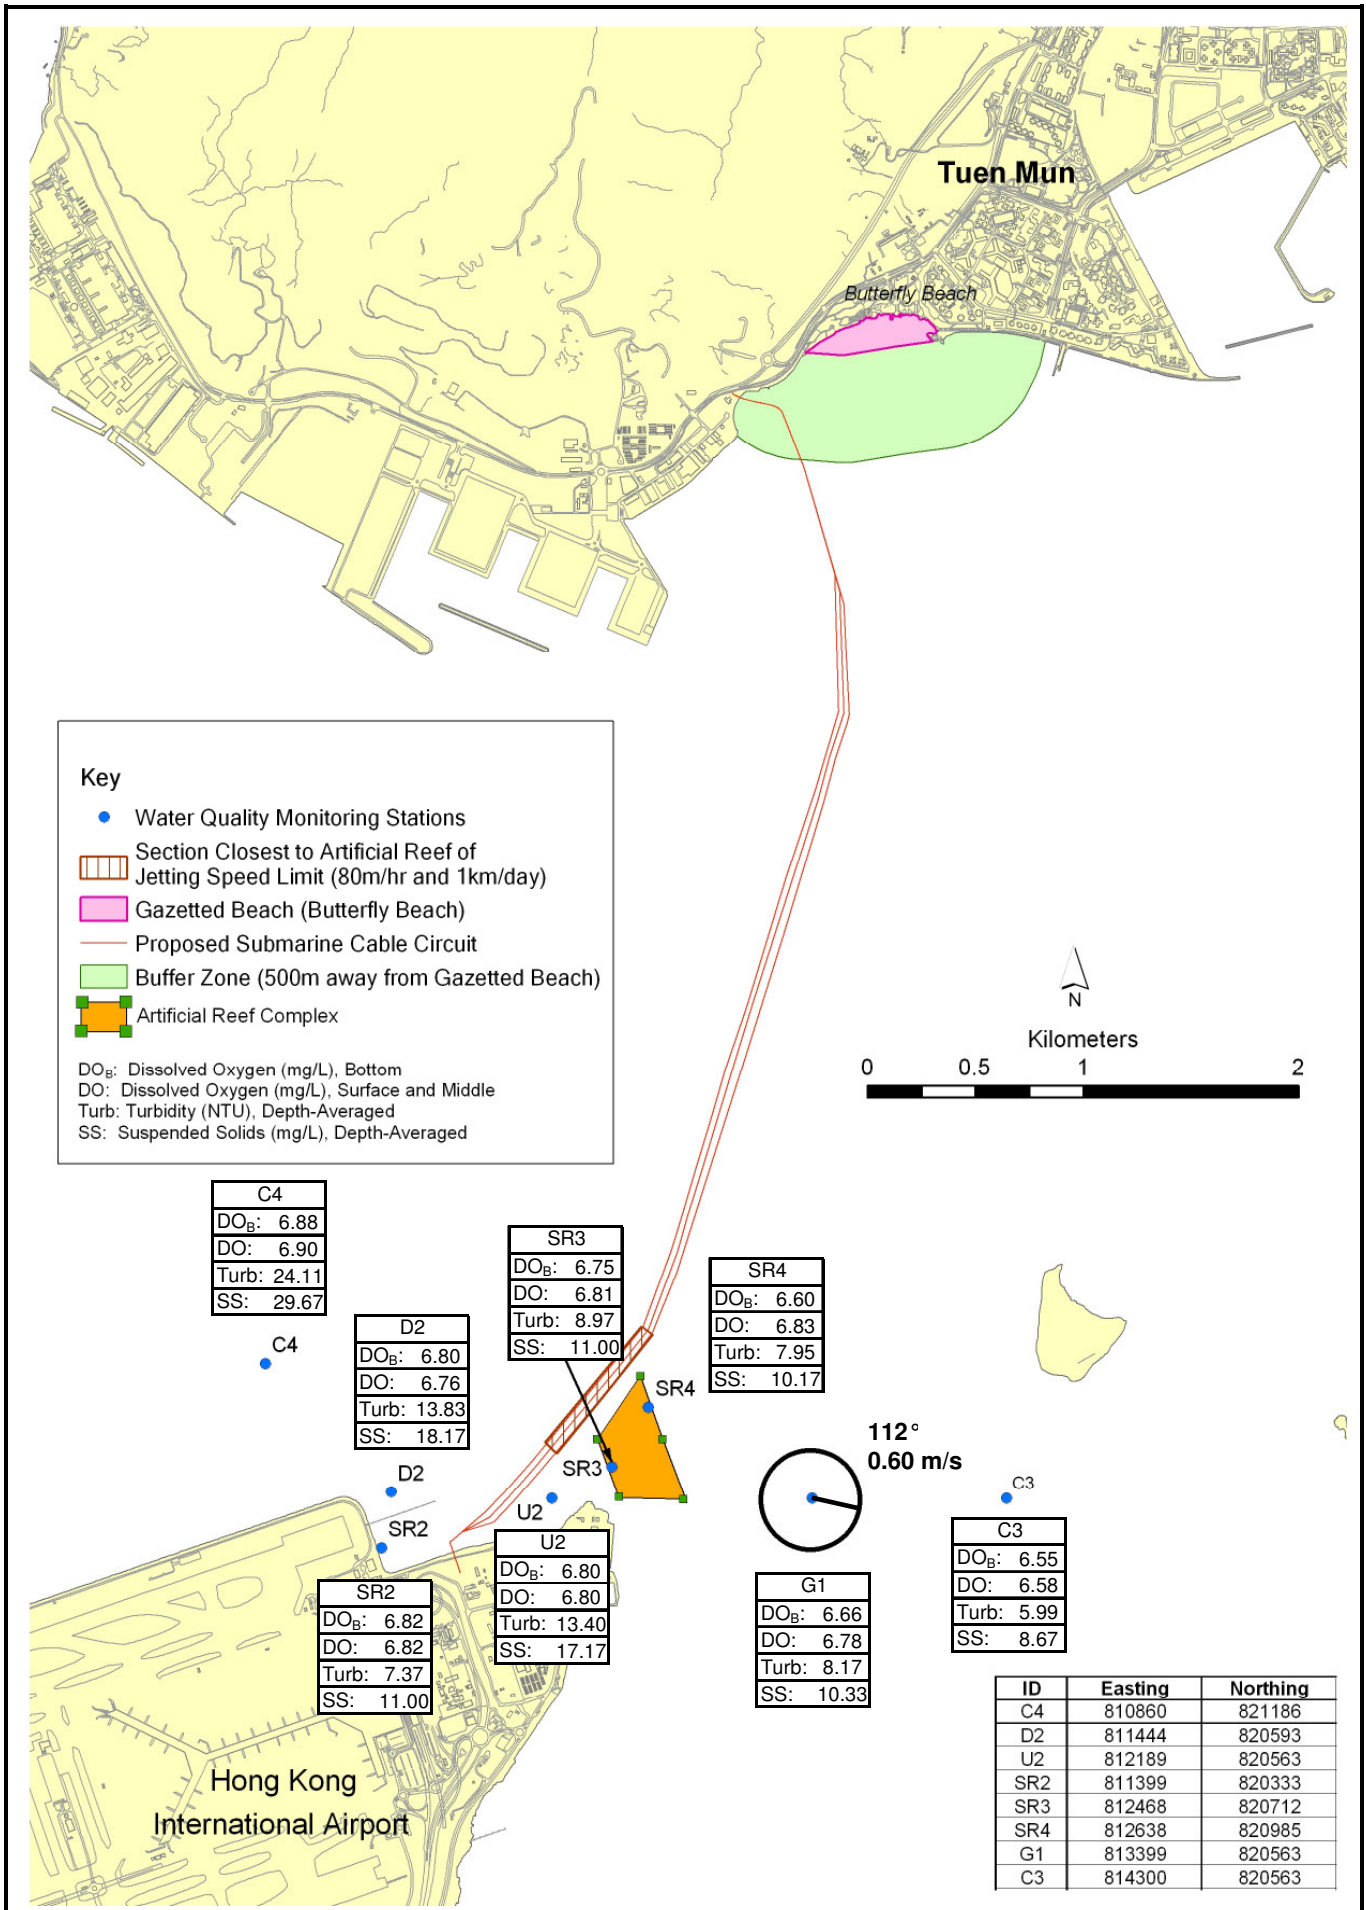 Tuen Mun
Butterfly Beach
Key
Water Quality Monitoring Stations
Section Closest to Artificial Reef of
Jetting Speed Limit (80m/hr and 1km/day)
Gazetted Beach (Butterfly Beach)
Proposed Submarine Cable Circuit
Buffer Zone (500m away from Gazetted Beach)
Artificial Reef Complex
DOB: Dissolved Oxygen (mg/L), Bottom
DO: Dissolved Oxygen (mg/L), Surface and Middle
Turb: Turbidity (NTU), Depth-Averaged
SS: Suspended Solids (mg/L), Depth-Averaged
N
Kilometers
0 0.5 1 2
C4
DOB: 6.88
DO: 6.90
Turb: 24.11
SS: 29.67
C4
D2
DOB: 6.80
DO: 6.76
Turb: 13.83
SS: 18.17
D2
SR3
DOB: 6.75
DO: 6.81
Turb: 8.97
SS: 11.00
SR3
SR4
DOB: 6.60
DO: 6.83
Turb: 7.95
SS: 10.17
SR4
112°
0.60 m/s
C3
C3
DOB: 6.55
DO: 6.58
Turb: 5.99
SS: 8.67
U2
U2
DOB: 6.80
DO: 6.80
Turb: 13.40
SS: 17.17
SR2
SR2
DOB: 6.82
DO: 6.82
Turb: 7.37
SS: 11.00
G1
DOB: 6.66
DO: 6.78
Turb: 8.17
SS: 10.33
Hong Kong
International Airport
ID Easting Northing
C4 810860 821186
D2 811444 820593
U2 812189 820563
SR2 811399 820333
SR3 812468 820712
SR4 812638 820985
G1 813399 820563
C3 814300 820563